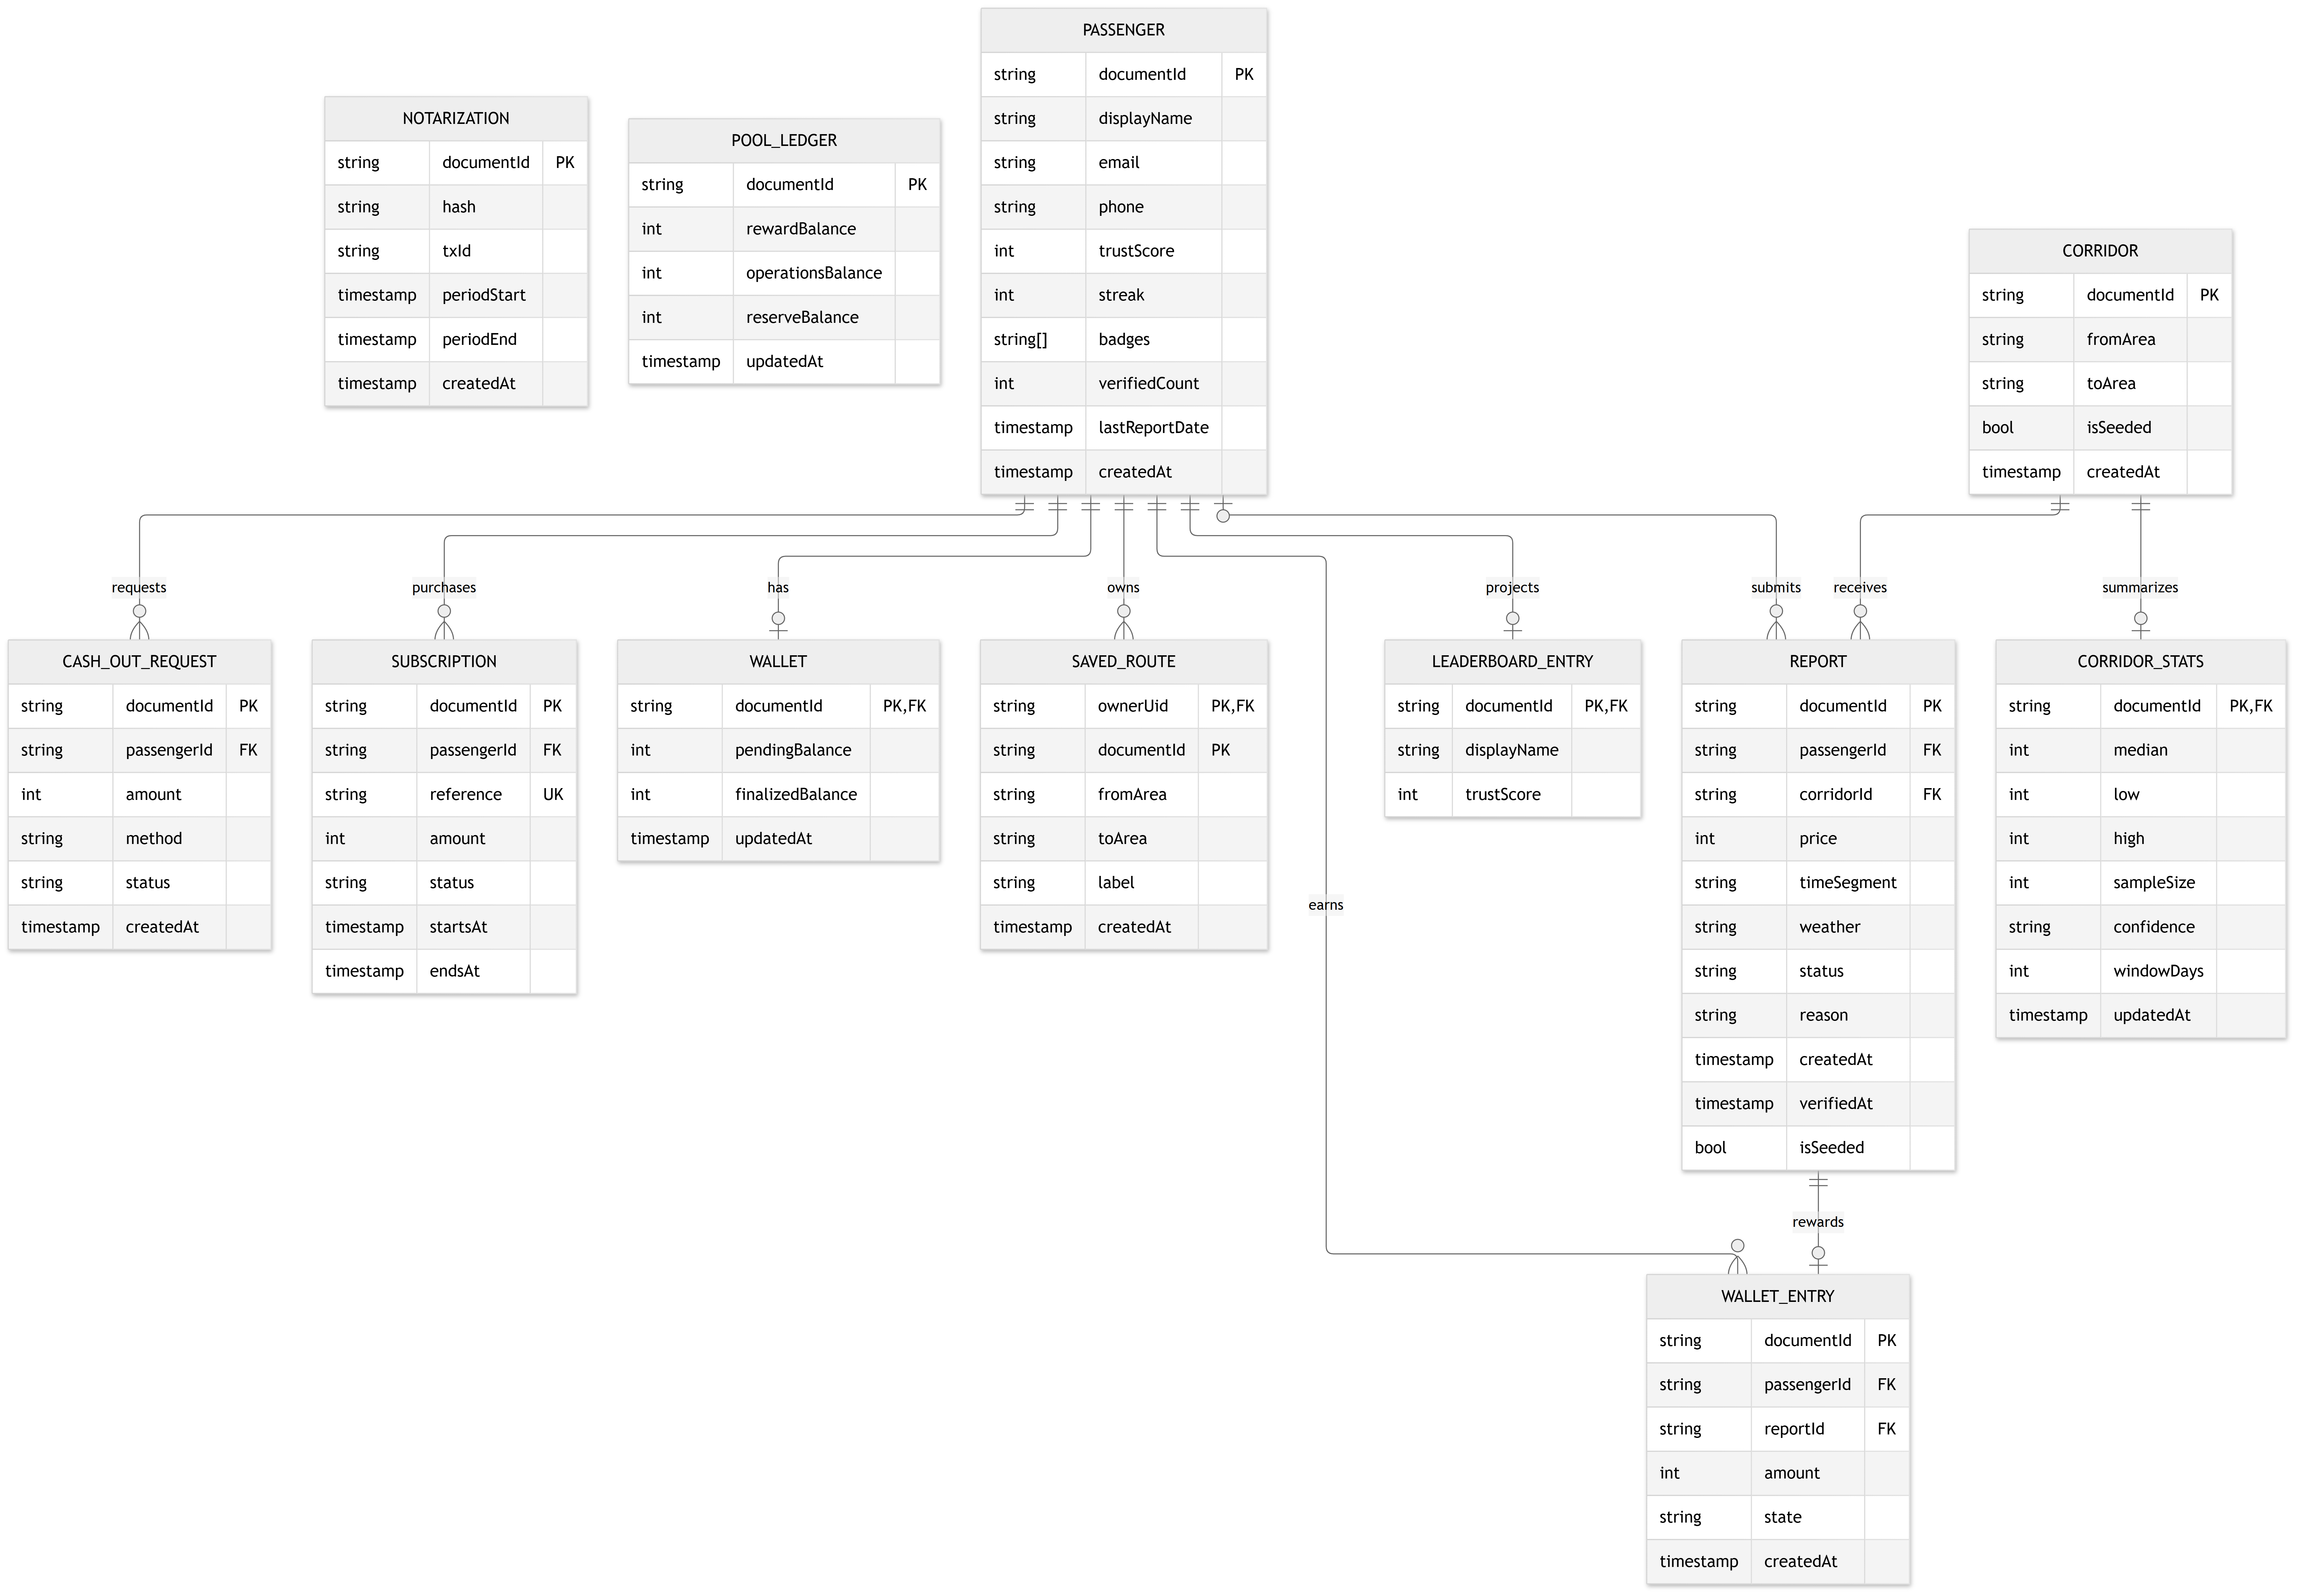 PASSENGER
string documentId PK
string displayName
string email
string phone
int trustScore
int streak
string[] badges
int verifiedCount
timestamp lastReportDate
timestamp createdAt
NOTARIZATION
string documentId PK
string hash
string txId
timestamp periodStart
timestamp periodEnd
timestamp createdAt
POOL_LEDGER
string documentId PK
int rewardBalance
int operationsBalance
int reserveBalance
timestamp updatedAt
CORRIDOR
string documentId PK
string fromArea
string toArea
bool isSeeded
timestamp createdAt
requests
purchases
has
owns
projects
submits
receives
summarizes
CASH_OUT_REQUEST
string documentId PK
string passengerId FK
int amount
string method
string status
timestamp createdAt
SUBSCRIPTION
string documentId PK
string passengerId FK
string reference UK
int amount
string status
timestamp startsAt
timestamp endsAt
WALLET
string documentId PK,FK
int pendingBalance
int finalizedBalance
timestamp updatedAt
SAVED_ROUTE
string ownerUid PK,FK
string documentId PK
string fromArea
string toArea
string label
timestamp createdAt
LEADERBOARD_ENTRY
string documentId PK,FK
string displayName
int trustScore
REPORT
string documentId PK
string passengerId FK
string corridorId FK
int price
string timeSegment
string weather
string status
string reason
timestamp createdAt
timestamp verifiedAt
bool isSeeded
CORRIDOR_STATS
string documentId PK,FK
int median
int low
int high
int sampleSize
string confidence
int windowDays
timestamp updatedAt
earns
rewards
WALLET_ENTRY
string documentId PK
string passengerId FK
string reportId FK
int amount
string state
timestamp createdAt